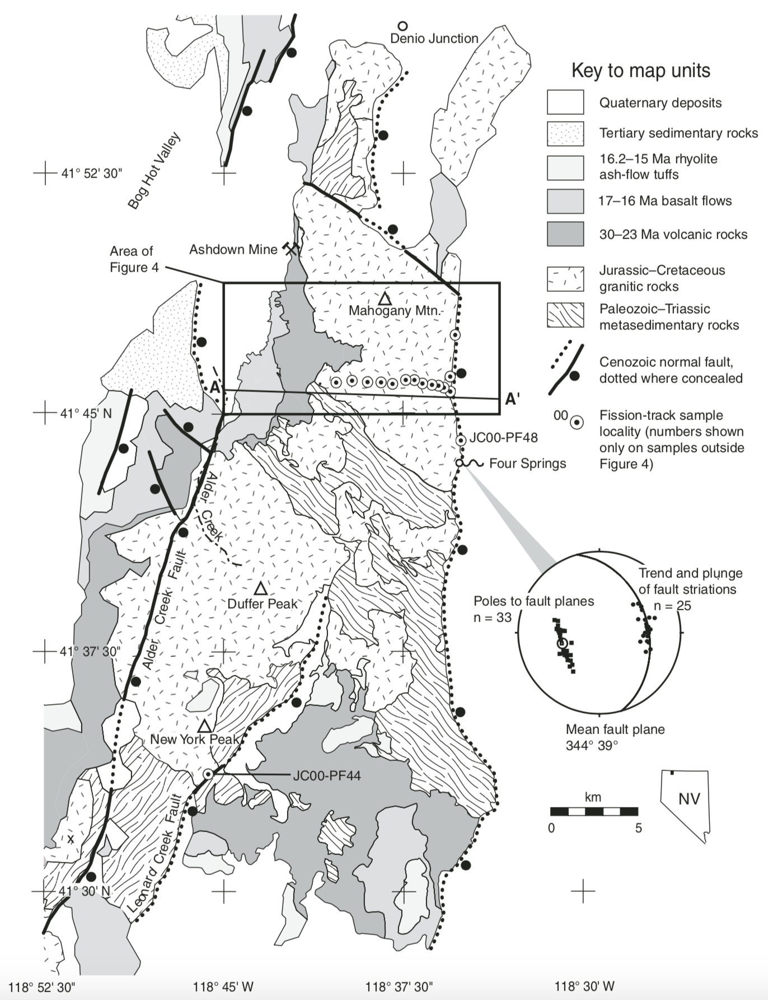 Denio Junction
Key to map units
Quaternary deposits
Tertiary sedimentary rocks
16.2–15 Ma rhyolite
ash-flow tuffs
17–16 Ma basalt flows
30–23 Ma volcanic rocks
Jurassic–Cretaceous
granitic rocks
Paleozoic–Triassic
metasedimentary rocks
Cenozoic normal fault,
dotted where concealed
00
Fission-track sample
locality (numbers shown
only on samples outside
Figure 4)
41° 52' 30"
Bog Hot Valley
Area of
Figure 4
Ashdown Mine
Mahogany Mtn.
A
A'
41° 45' N
JC00-PF48
Four Springs
Alder Creek
Alder Creek Fault
Duffer Peak
Trend and plunge
of fault striations
n = 25
Poles to fault planes
n = 33
41° 37' 30"
Mean fault plane
344° 39°
New York Peak
JC00-PF44
Leonard Creek Fault
x
km
0
5
NV
41° 30' N
118° 52' 30"
118° 45' W
118° 37' 30"
118° 30' W